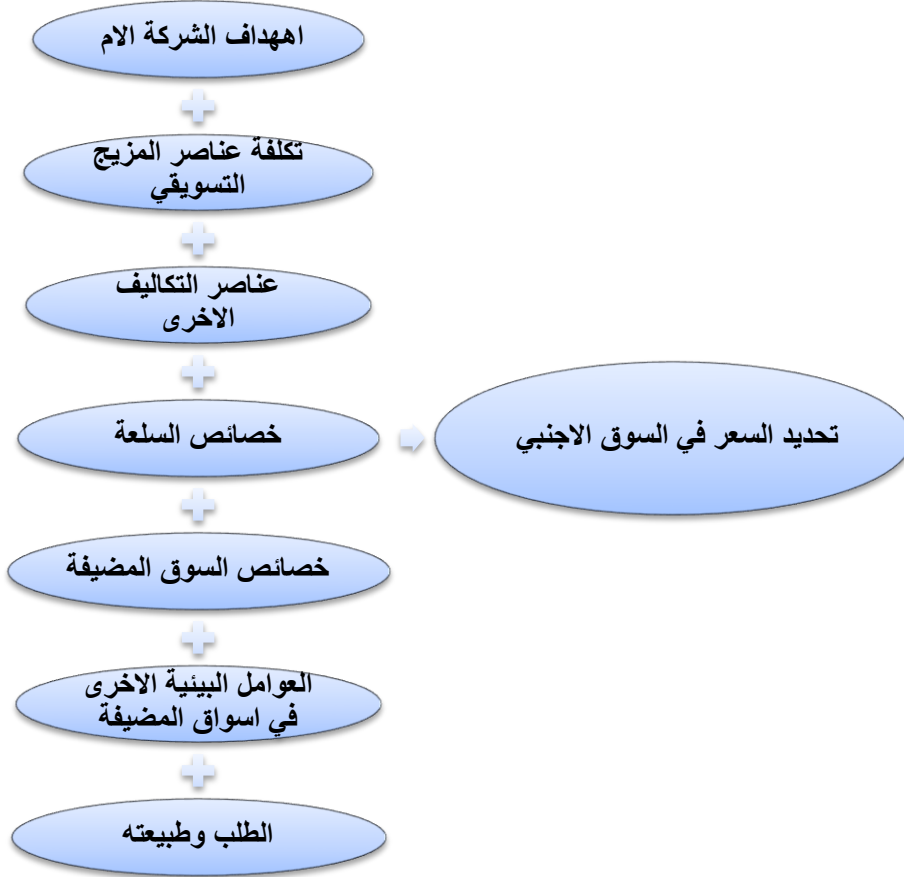 اههداف الشركة الام
تكلفة عناصر المزيج
التسويقي
عناصر التكاليف
الاخرى
خصائص السلعة
تحديد السعر في السوق الاجنبي
خصائص السوق المضيفة
العوامل البيئية الاخرى
في اسواق المضيفة
الطلب وطبيعته